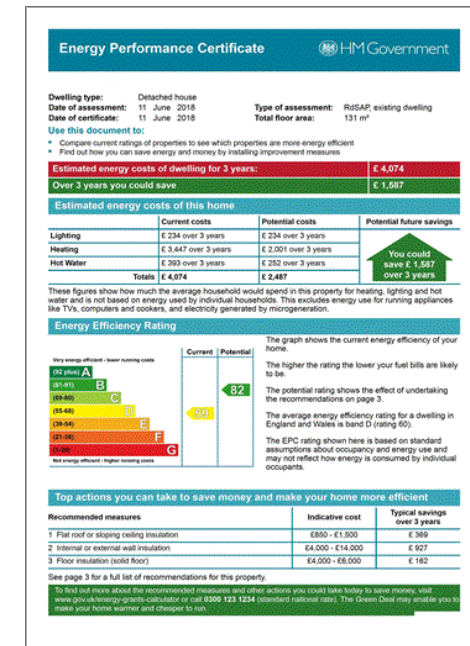 Energy Performance Certificate
HM Government
Dwelling type: Detached house
Date of assessment: 11 June 2018
Date of certificate: 11 June 2018
Type of assessment: RdSAP, existing dwelling
Total floor area: 131 m²
Use this document to:
• Compare current ratings of properties to see which properties are more energy efficient
• Find out how you can save energy and money by installing improvement measures
Estimated energy costs of dwelling for 3 years: £ 4,074
Over 3 years you could save £ 1,587
Estimated energy costs of this home
Current costs Potential costs Potential future savings
Lighting £ 234 over 3 years £ 234 over 3 years
Heating £ 3,447 over 3 years £ 2,001 over 3 years
Hot Water £ 393 over 3 years £ 252 over 3 years
Totals £ 4,074 £ 2,487
You could
save £ 1,587
over 3 years
These figures show how much the average household would spend in this property for heating, lighting and hot
water and is not based on energy used by individual households. This excludes energy use for running appliances
like TVs, computers and cookers, and electricity generated by microgeneration.
Energy Efficiency Rating
Current Potential
Very energy efficient - lower running costs
(92 plus) A
(81-91) B
(69-80) C
(55-68) D
(39-54) E
(21-38) F
(1-20) G
Not energy efficient - higher running costs
59
82
The graph shows the current energy efficiency of your
home.
The higher the rating the lower your fuel bills are likely
to be.
The potential rating shows the effect of undertaking
the recommendations on page 3.
The average energy efficiency rating for a dwelling in
England and Wales is band D (rating 60).
The EPC rating shown here is based on standard
assumptions about occupancy and energy use and
may not reflect how energy is consumed by individual
occupants.
Top actions you can take to save money and make your home more efficient
Recommended measures Indicative cost Typical savings
over 3 years
1 Flat roof or sloping ceiling insulation £850 - £1,500 £ 369
2 Internal or external wall insulation £4,000 - £14,000 £ 927
3 Floor insulation (solid floor) £4,000 - £6,000 £ 162
See page 3 for a full list of recommendations for this property.
To find out more about the recommended measures and other actions you could take today to save money, visit
www.gov.uk/energy-grants-calculator or call 0300 123 1234 (standard national rate). The Green Deal may enable you to
make your home warmer and cheaper to run.